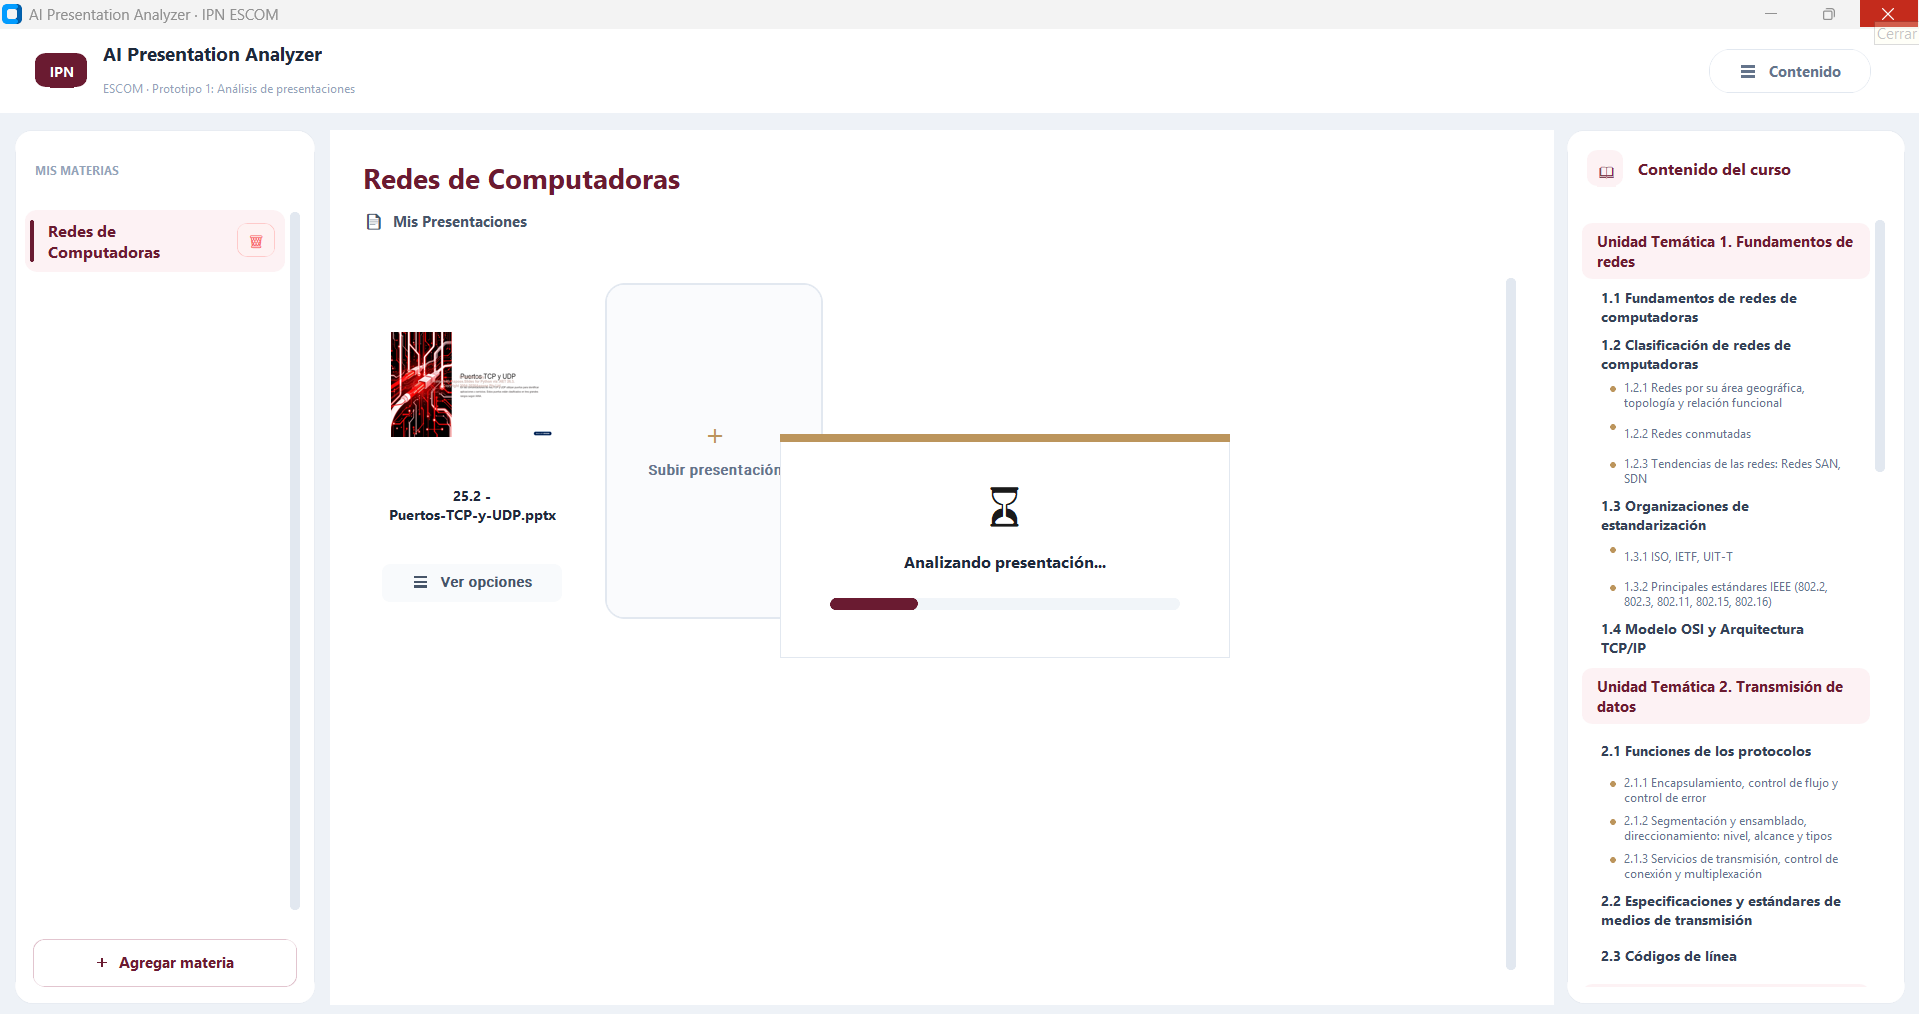 AI Presentation Analyzer · IPN ESCOM
Cerrar
IPN
AI Presentation Analyzer
ESCOM · Prototipo 1: Análisis de presentaciones
Contenido
MIS MATERIAS
Redes de
Computadoras
+ Agregar materia
Redes de Computadoras
Mis Presentaciones
Puertos-TCP y UDP
25.2 -
Puertos-TCP-y-UDP.pptx
Ver opciones
+
Subir presentación
Analizando presentación...
Contenido del curso
Unidad Temática 1. Fundamentos de
redes
1.1 Fundamentos de redes de
computadoras
1.2 Clasificación de redes de
computadoras
1.2.1 Redes por su área geográfica,
topología y relación funcional
1.2.2 Redes conmutadas
1.2.3 Tendencias de las redes: Redes SAN,
SDN
1.3 Organizaciones de
estandarización
1.3.1 ISO, IETF, UIT-T
1.3.2 Principales estándares IEEE (802.2,
802.3, 802.11, 802.15, 802.16)
1.4 Modelo OSI y Arquitectura
TCP/IP
Unidad Temática 2. Transmisión de
datos
2.1 Funciones de los protocolos
2.1.1 Encapsulamiento, control de flujo y
control de error
2.1.2 Segmentación y ensamblado,
direccionamiento: nivel, alcance y tipos
2.1.3 Servicios de transmisión, control de
conexión y multiplexación
2.2 Especificaciones y estándares de
medios de transmisión
2.3 Códigos de línea